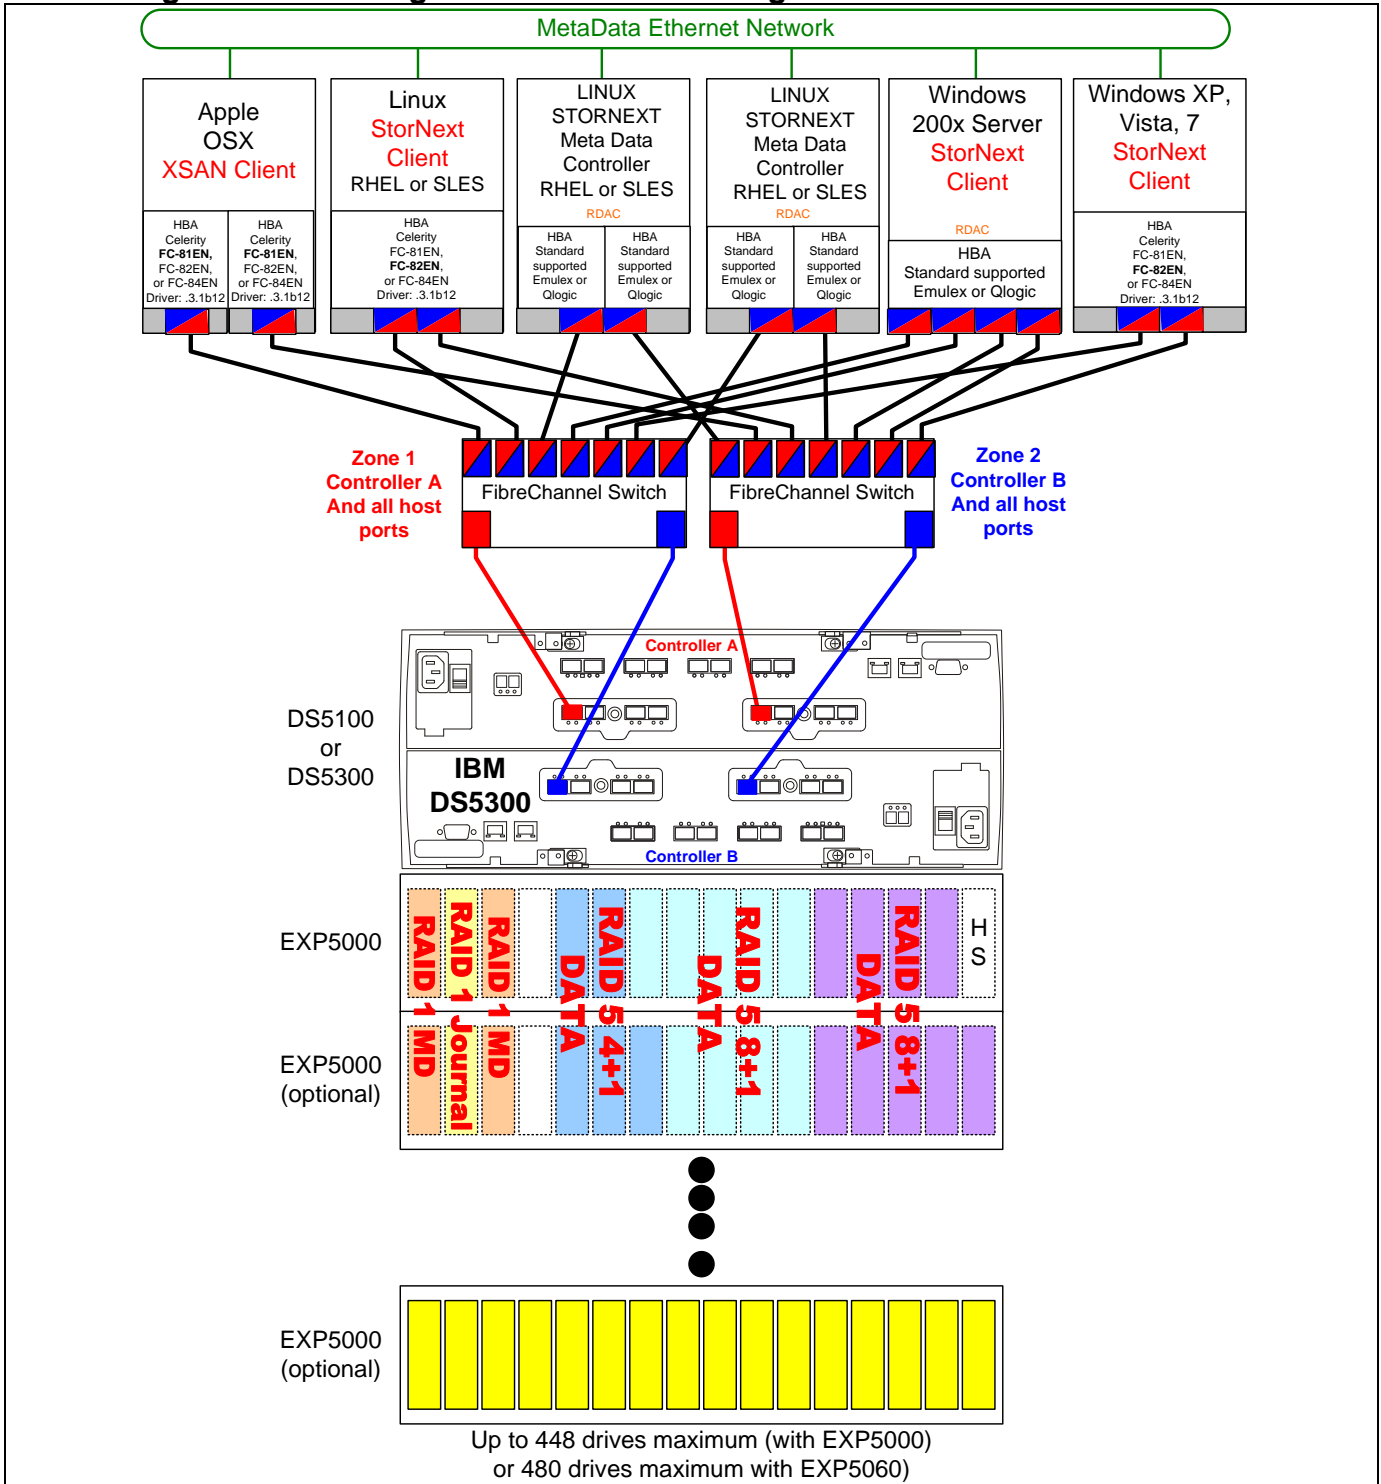 MetaData Ethernet Network
Apple
OSX
XSAN Client
HBA
Celerity
FC-81EN,
FC-82EN,
or FC-84EN
Driver: .3.1b12
HBA
Celerity
FC-81EN,
FC-82EN,
or FC-84EN
Driver: .3.1b12
Linux
StorNext
Client
RHEL or SLES
HBA
Celerity
FC-81EN,
FC-82EN,
or FC-84EN
Driver: .3.1b12
LINUX
STORNEXT
Meta Data
Controller
RHEL or SLES
RDAC
HBA
Standard
supported
Emulex or
Qlogic
HBA
Standard
supported
Emulex or
Qlogic
LINUX
STORNEXT
Meta Data
Controller
RHEL or SLES
RDAC
HBA
Standard
supported
Emulex or
Qlogic
HBA
Standard
supported
Emulex or
Qlogic
Windows
200x Server
StorNext
Client
RDAC
HBA
Standard supported
Emulex or Qlogic
Windows XP,
Vista, 7
StorNext
Client
HBA
Celerity
FC-81EN,
FC-82EN,
or FC-84EN
Driver: .3.1b12
Zone 1
Controller A
And all host
ports
FibreChannel Switch
FibreChannel Switch
Zone 2
Controller B
And all host
ports
Controller A
DS5100
or
DS5300
IBM
DS5300
Controller B
EXP5000
RAID 1 MD
RAID 1 Journal
RAID 1 MD
RAID 5 4+1
DATA
RAID 5 8+1
DATA
RAID 5 8+1
DATA
H
S
EXP5000
(optional)
EXP5000
(optional)
Up to 448 drives maximum (with EXP5000)
or 480 drives maximum with EXP5060)